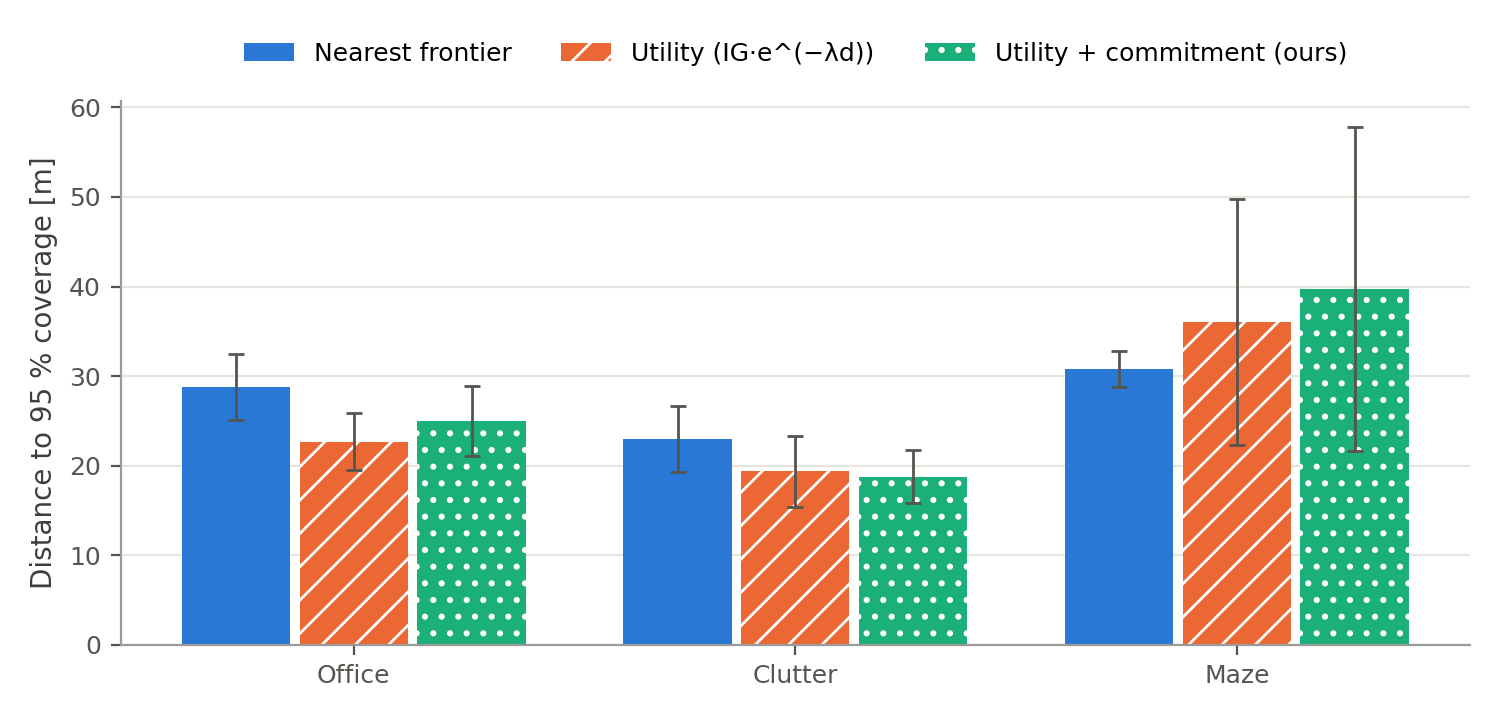 Nearest frontier
Utility (IG·e^(−λd))
Utility + commitment (ours)
Distance to 95 % coverage [m]
60
50
40
30
20
10
0
Office
Clutter
Maze